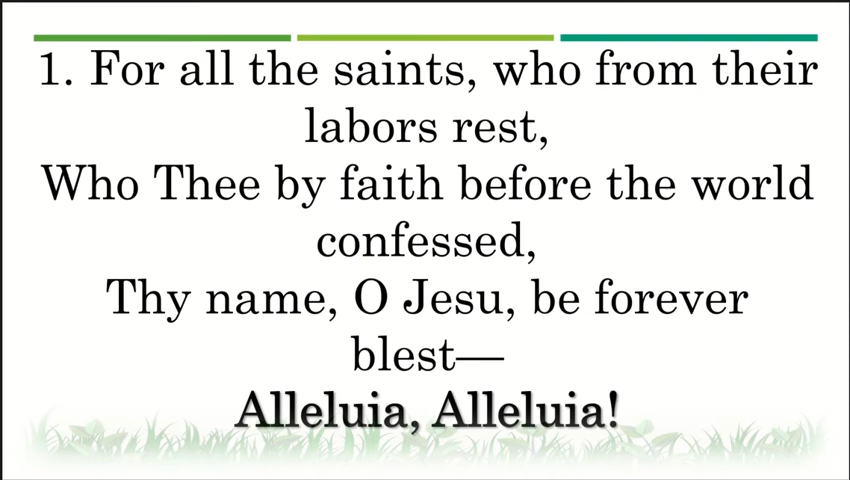 1. For all the saints, who from their
labors rest,
Who Thee by faith before the world
confessed,
Thy name, O Jesu, be forever
blest—
Alleluia, Alleluia!